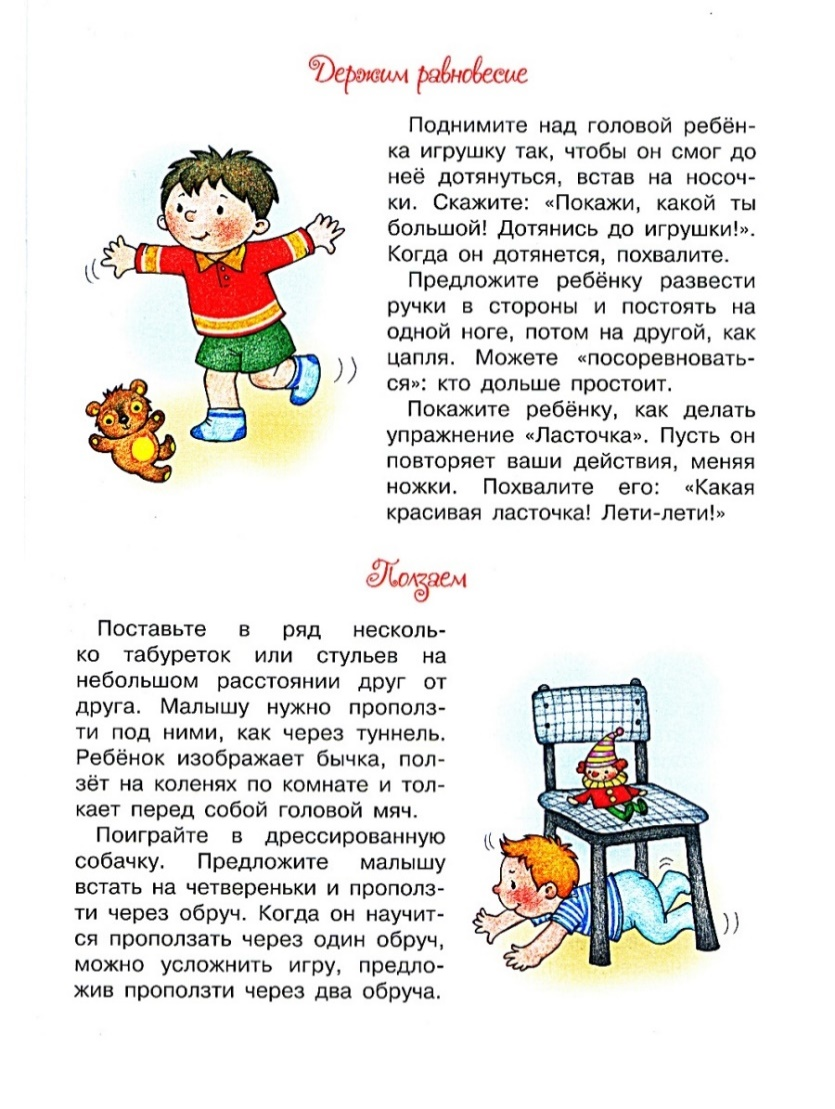 Держим равновесие
Поднимите над головой ребён-
ка игрушку так, чтобы он смог до
неё дотянуться, встав на носоч-
ки. Скажите: «Покажи, какой ты
большой! Дотянись до игрушки!».
Когда он дотянется, похвалите.
Предложите ребёнку развести
ручки в стороны и постоять на
одной ноге, потом на другой, как
цапля. Можете «посоревновать-
ся»: кто дольше простоит.
Покажите ребёнку, как делать
упражнение «Ласточка». Пусть он
повторяет ваши действия, меняя
ножки. Похвалите его: «Какая
красивая ласточка! Лети-лети!»
Ползаем
Поставьте в ряд несколь-
ко табуреток или стульев на
небольшом расстоянии друг от
друга. Малышу нужно прополз-
ти под ними, как через туннель.
Ребёнок изображает бычка, пол-
зёт на коленях по комнате и тол-
кает перед собой головой мяч.
Поиграйте в дрессированную
собачку. Предложите малышу
встать на четвереньки и прополз-
ти через обруч. Когда он научит-
ся проползать через один обруч,
можно усложнить игру, предло-
жив проползти через два обруча.